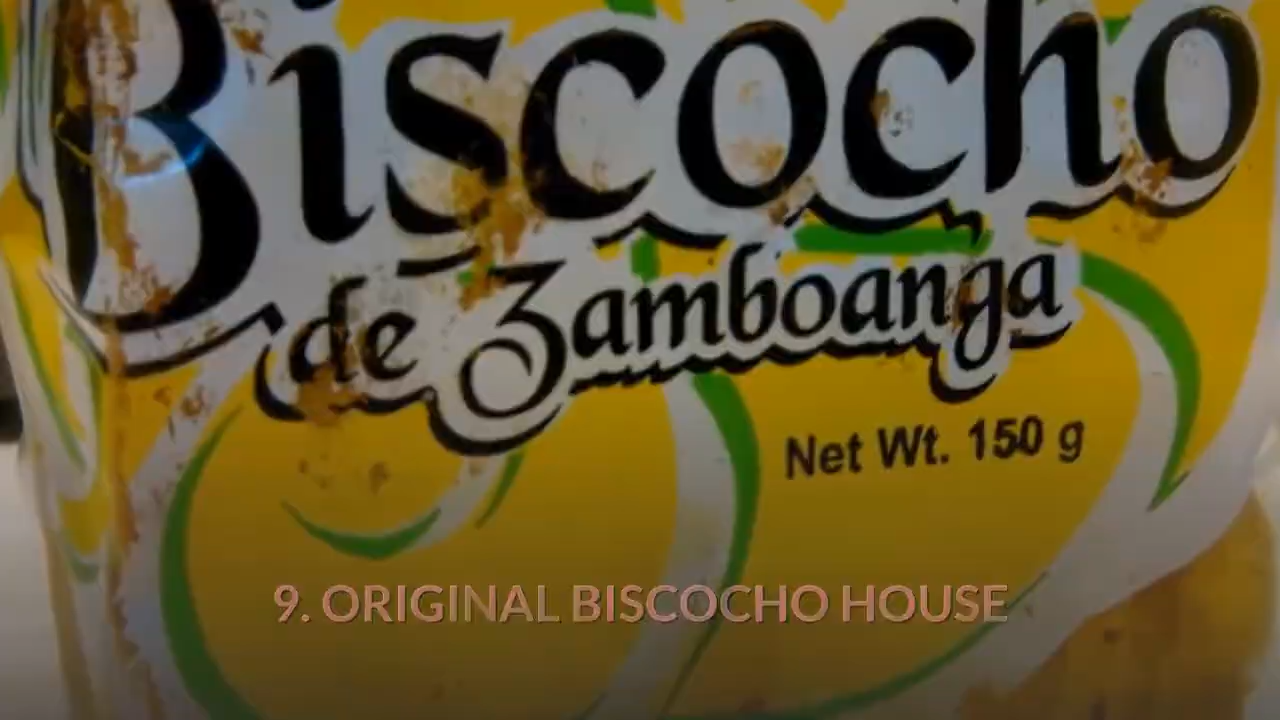 Biscocho
de Zamboanga
Net Wt. 150 g
9. ORIGINAL BISCOCHO HOUSE